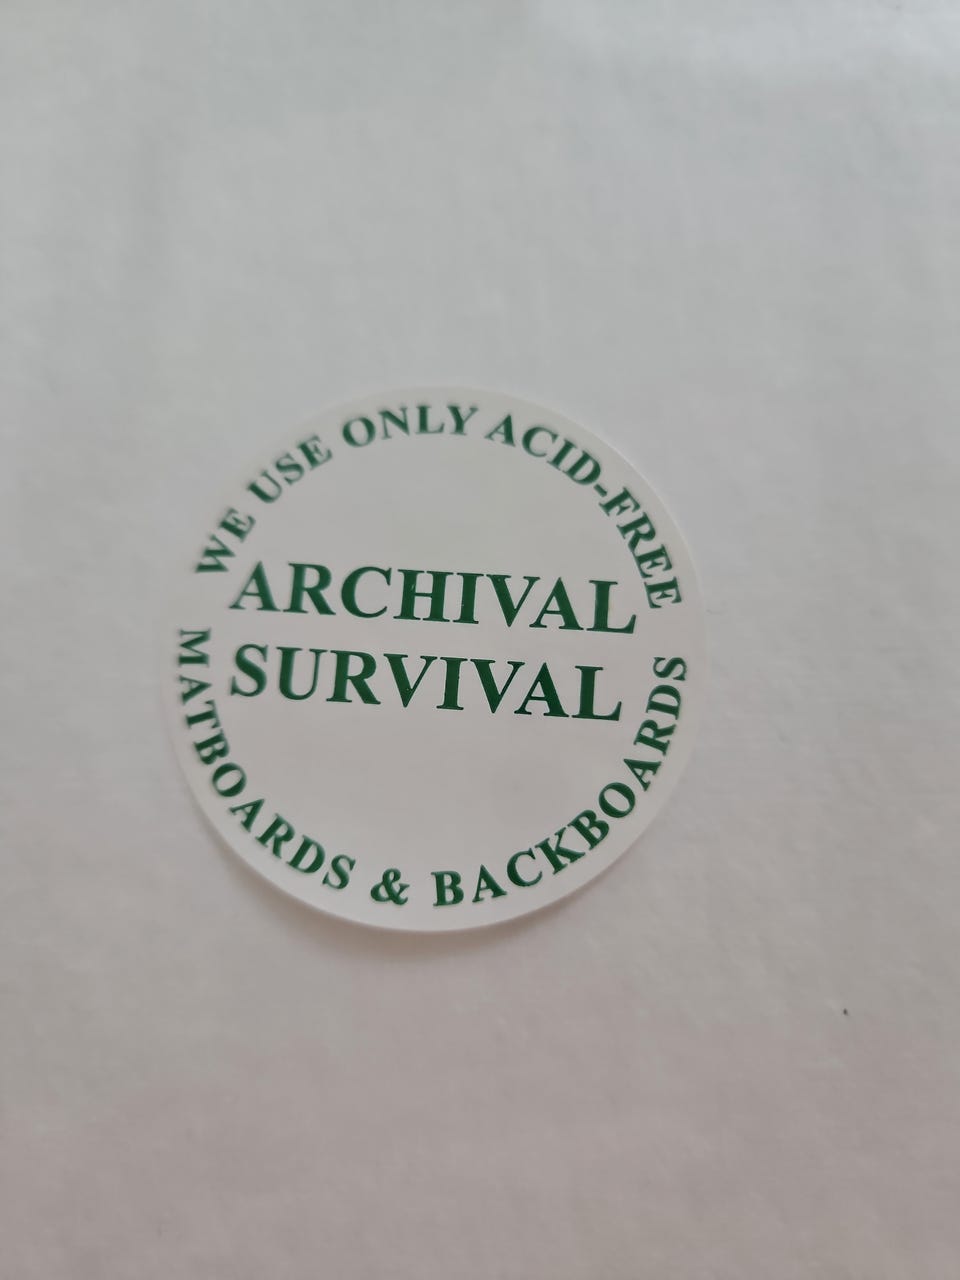 WE USE ONLY ACID-FREE
ARCHIVAL
SURVIVAL
MATBOARDS & BACKBOARDS